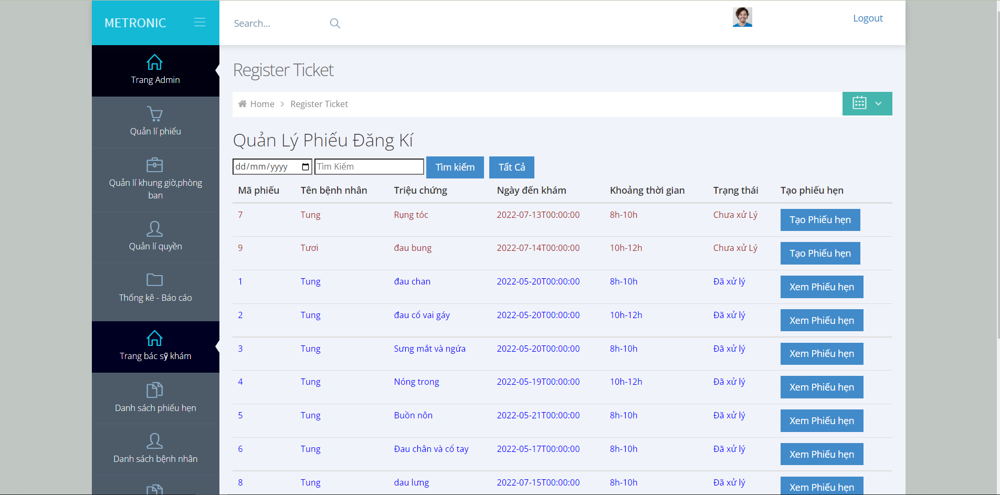 METRONIC
Search...
Logout
Trang Admin
Quản lí phiếu
Quản lí khung giờ,phòng
ban
Quản lí quyền
Thống kê - Báo cáo
Trang bác sỹ khám
Danh sách phiếu hẹn
Danh sách bệnh nhân
Register Ticket
Home > Register Ticket
Quản Lý Phiếu Đăng Kí
dd/mm/yyyy Tìm Kiếm Tìm kiếm Tất Cả
Mã phiếu Tên bệnh nhân Triệu chứng Ngày đến khám Khoảng thời gian Trạng thái Tạo phiếu hẹn
7 Tung Rụng tóc 2022-07-13T00:00:00 8h-10h Chưa xử Lý Tạo Phiếu hẹn
9 Tươi đau bung 2022-07-14T00:00:00 10h-12h Chưa xử Lý Tạo Phiếu hẹn
1 Tung đau chan 2022-05-20T00:00:00 8h-10h Đã xử lý Xem Phiếu hẹn
2 Tung đau cổ vai gáy 2022-05-20T00:00:00 10h-12h Đã xử lý Xem Phiếu hẹn
3 Tung Sưng mắt và ngứa 2022-05-20T00:00:00 8h-10h Đã xử lý Xem Phiếu hẹn
4 Tung Nóng trong 2022-05-19T00:00:00 10h-12h Đã xử lý Xem Phiếu hẹn
5 Tung Buồn nôn 2022-05-21T00:00:00 8h-10h Đã xử lý Xem Phiếu hẹn
6 Tung Đau chân và cổ tay 2022-05-17T00:00:00 8h-10h Đã xử lý Xem Phiếu hẹn
8 Tung dau lưng 2022-07-15T00:00:00 8h-10h Đã xử lý Xem Phiếu hẹn